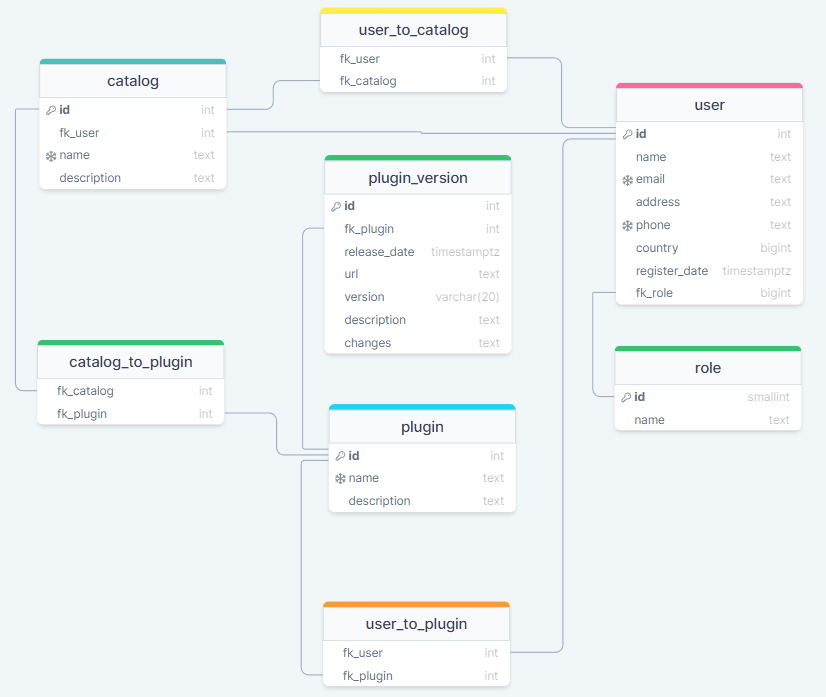 user_to_catalog
fk_user int
fk_catalog int
catalog
id int
fk_user int
name text
description text
user
id int
name text
email text
address text
phone text
country bigint
register_date timestamptz
fk_role bigint
plugin_version
id int
fk_plugin int
release_date timestamptz
url text
version varchar(20)
description text
changes text
catalog_to_plugin
fk_catalog int
fk_plugin int
role
id smallint
name text
plugin
id int
name text
description text
user_to_plugin
fk_user int
fk_plugin int